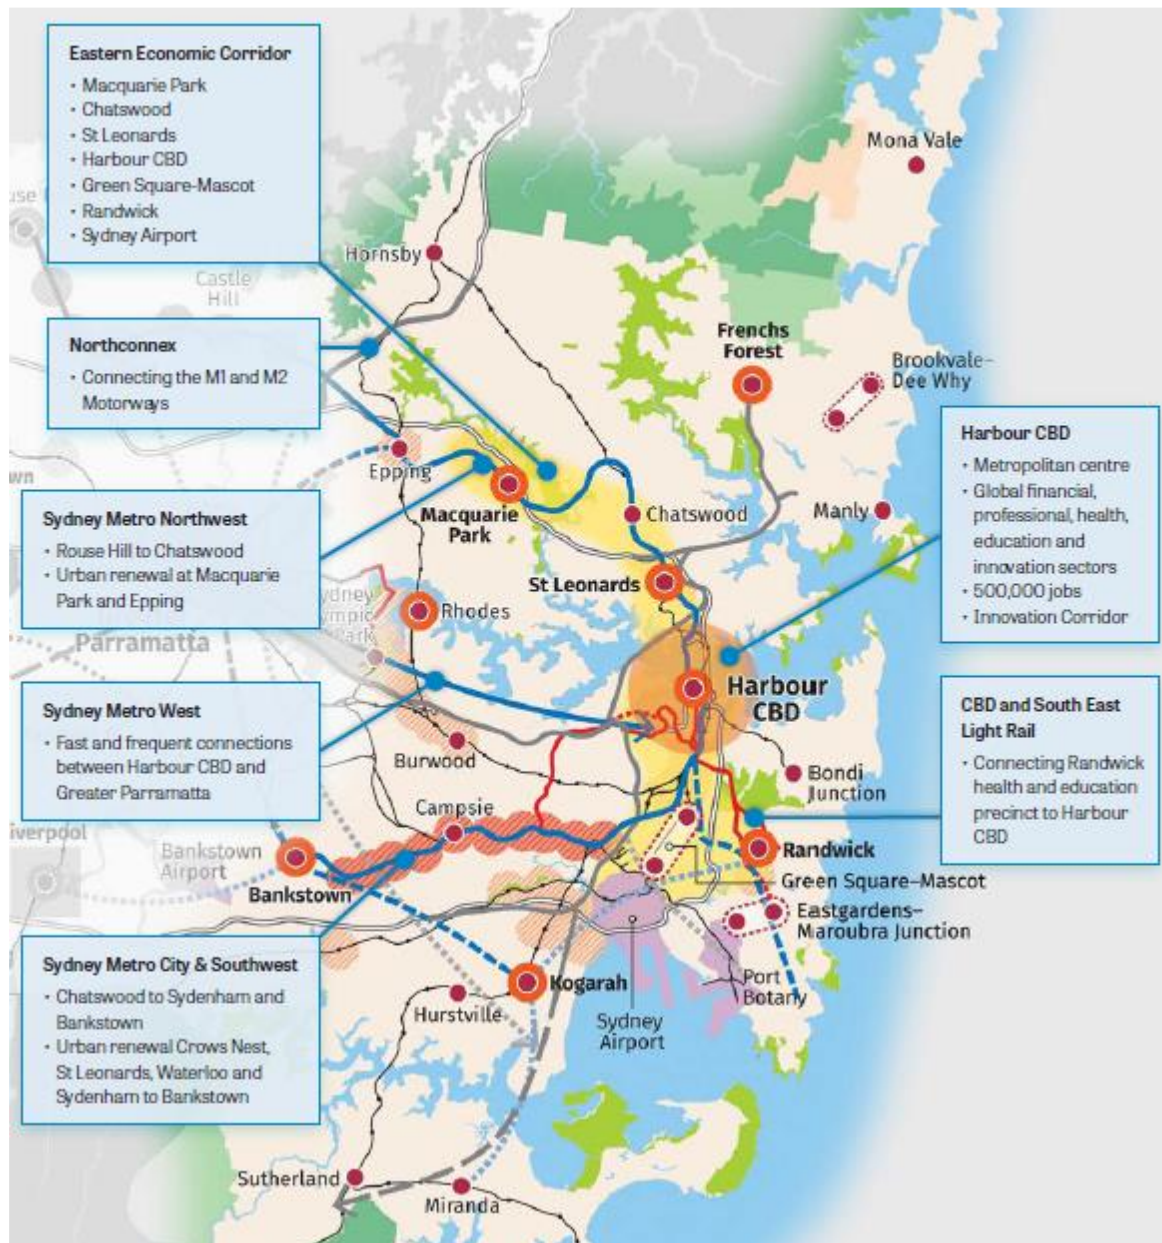 Eastern Economic Corridor
• Macquarie Park
• Chatswood
• St Leonards
• Harbour CBD
• Green Square-Mascot
• Randwick
• Sydney Airport
Mona Vale
Hornsby
Castle
Hill
Northconnex
• Connecting the M1 and M2
Motorways
Frenchs
Forest
Brookvale-
Dee Why
Harbour CBD
• Metropolitan centre
• Global financial,
professional, health,
education and
innovation sectors
• 500,000 jobs
• Innovation Corridor
Epping
Macquarie
Park
Chatswood
Manly
Sydney Metro Northwest
• Rouse Hill to Chatswood
• Urban renewal at Macquarie
Park and Epping
St Leonards
Rhodes
Park
Parramatta
Harbour
CBD
Sydney Metro West
• Fast and frequent connections
between Harbour CBD and
Greater Parramatta
CBD and South East
Light Rail
• Connecting Randwick
health and education
precinct to Harbour
CBD
Burwood
Bondi
Junction
Campsie
Bankstown
Airport
Bankstown
Randwick
Green Square-Mascot
Eastgardens-
Maroubra Junction
Sydney Metro City & Southwest
• Chatswood to Sydenham and
Bankstown
• Urban renewal Crows Nest,
St Leonards, Waterloo and
Sydenham to Bankstown
Kogarah
Hurstville
Port
Botany
Sydney
Airport
Sutherland
Miranda